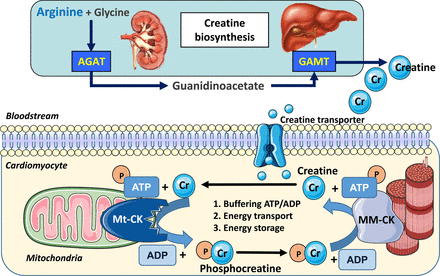 Arginine + Glycine
Creatine
biosynthesis
AGAT
GAMT
Guanidinoacetate
Creatine
Cr
Cr
Cr
Bloodstream
Creatine transporter
Cardiomyocyte
P
ATP + Cr
Creatine
Cr + ATP
P
Mt-CK
1. Buffering ATP/ADP
2. Energy transport
3. Energy storage
MM-CK
ADP + P Cr
P Cr + ADP
Phosphocreatine
Mitochondria